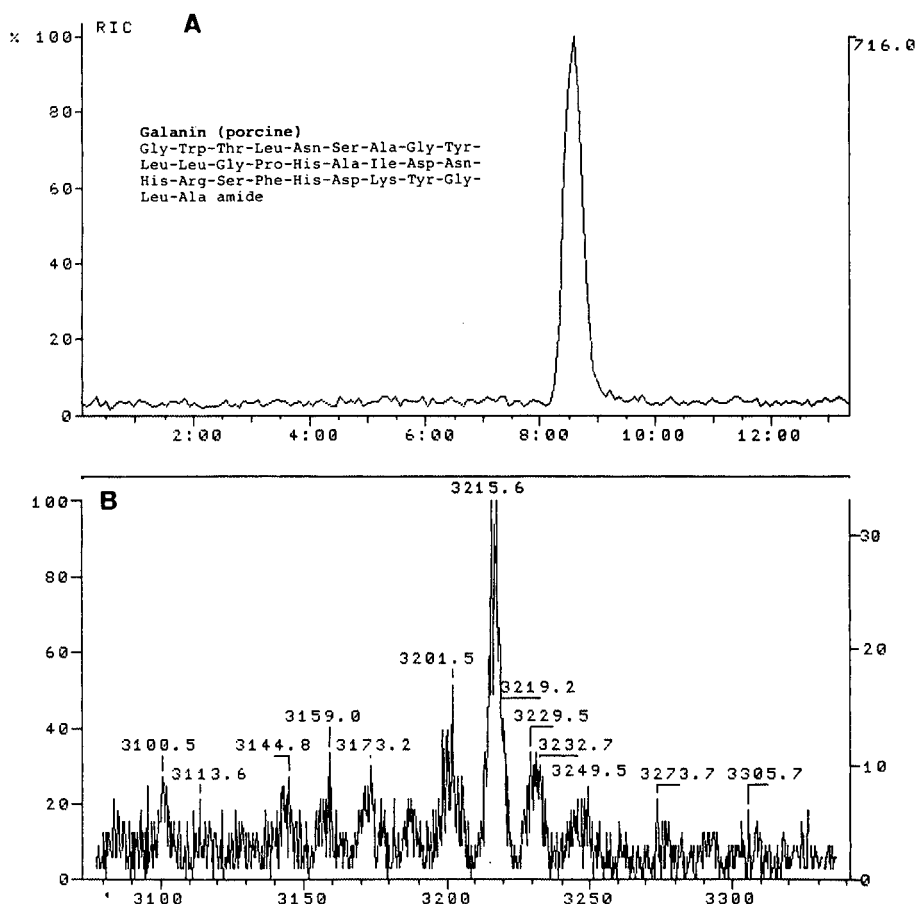 RIC A
% 100
716.0
80
Galanin (porcine)
Gly-Trp-Thr-Leu-Asn-Ser-Ala-Gly-Tyr-
Leu-Leu-Gly-Pro-His-Ala-Ile-Asp-Asn-
His-Arg-Ser-Phe-His-Asp-Lys-Tyr-Gly-
Leu-Ala amide
60
40
20
0
2:00 4:00 6:00 8:00 10:00 12:00
B
3215.6
100
30
80
60
3201.5
20
3219.2
40
3159.0
3229.5
3100.5 3144.8 3173.2 3232.7
3113.6 3249.5 3273.7 3305.7
10
20
0
0
3100 3150 3200 3250 3300